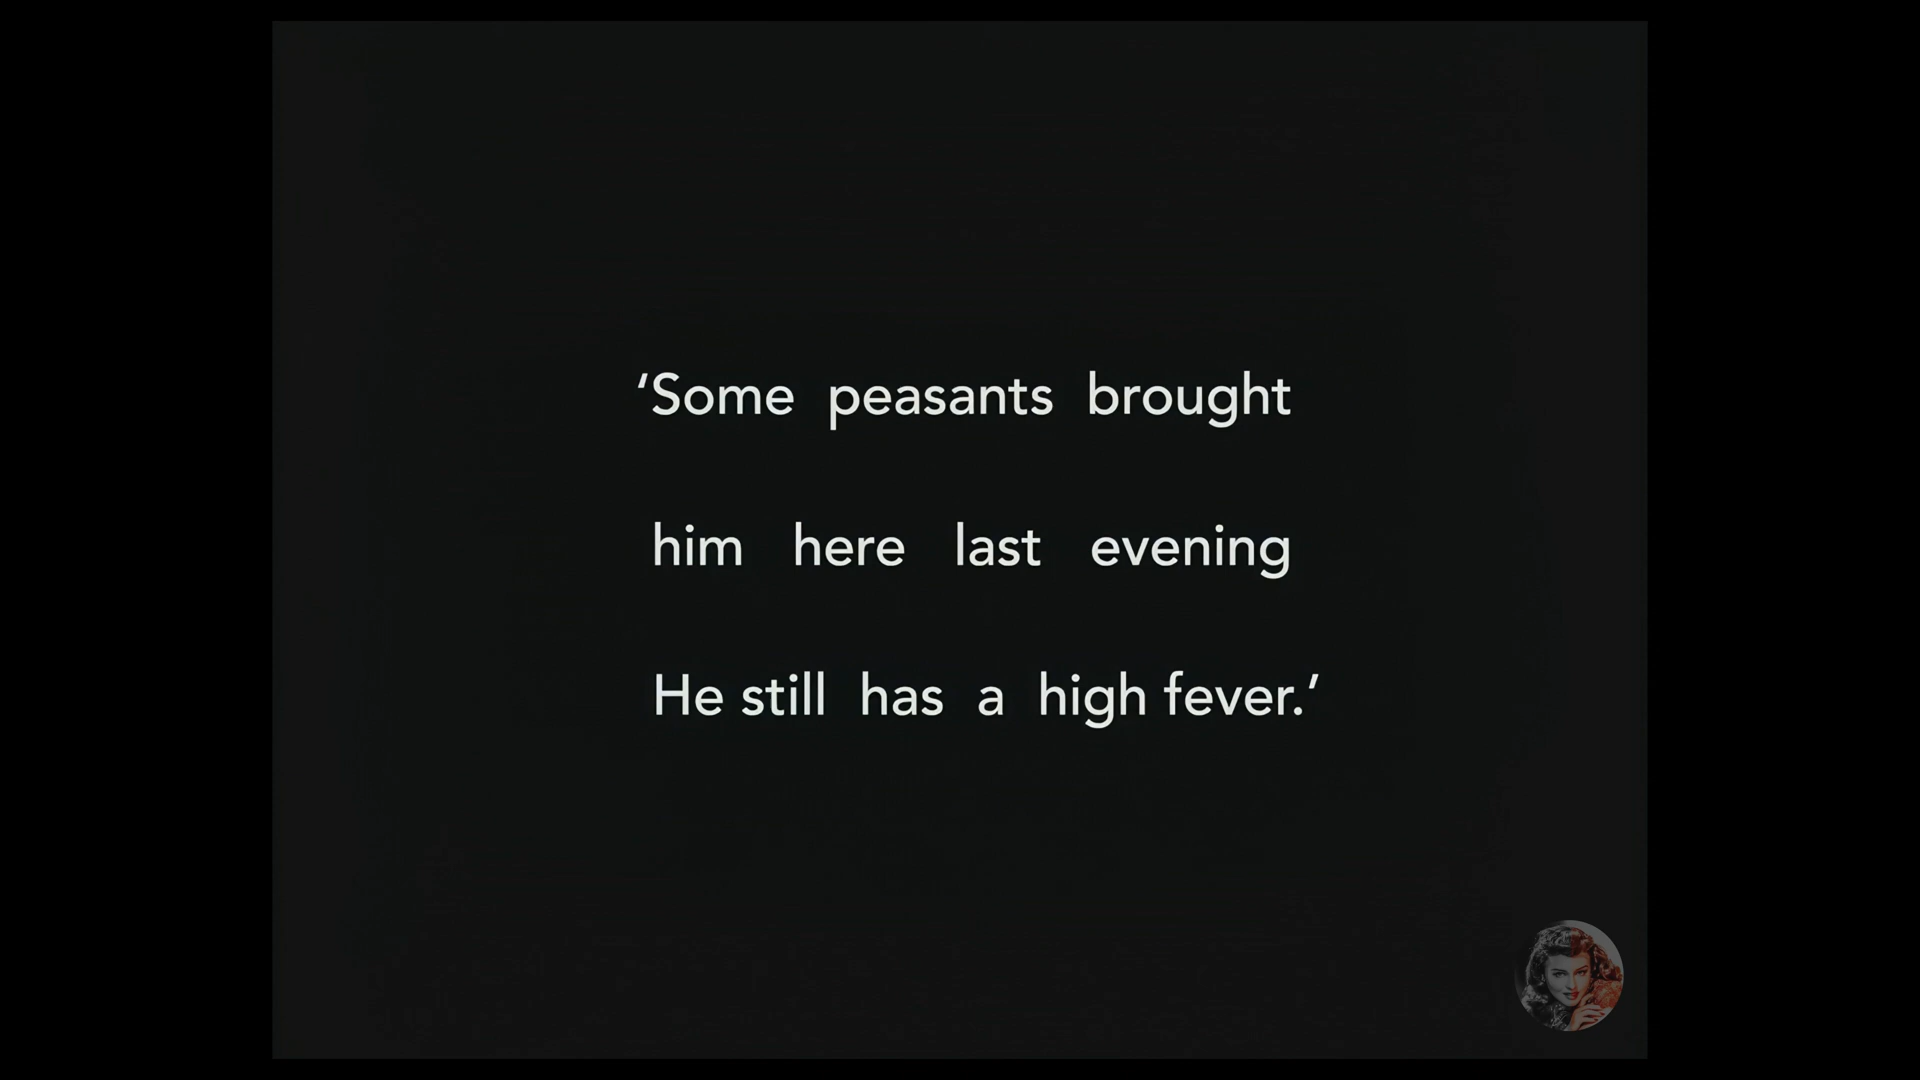 ‘Some peasants brought
him here last evening
He still has a high fever.’